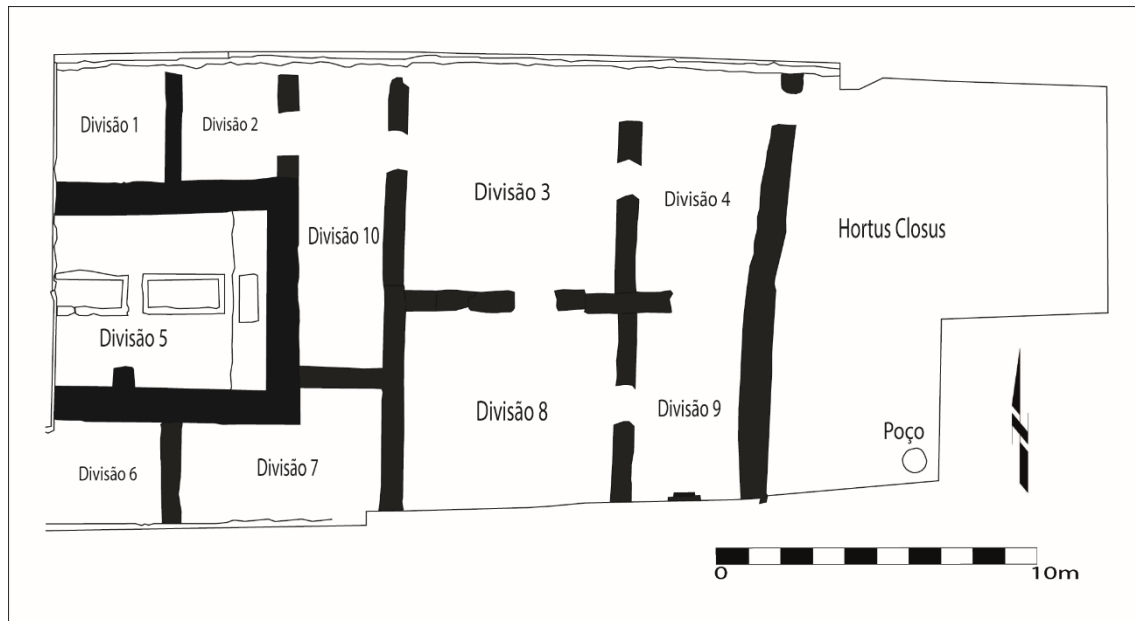 Divisão 1
Divisão 2
Divisão 3
Divisão 4
Divisão 10
Hortus Closus
Divisão 5
Divisão 8
Divisão 9
Poço
Divisão 6
Divisão 7
0
10m